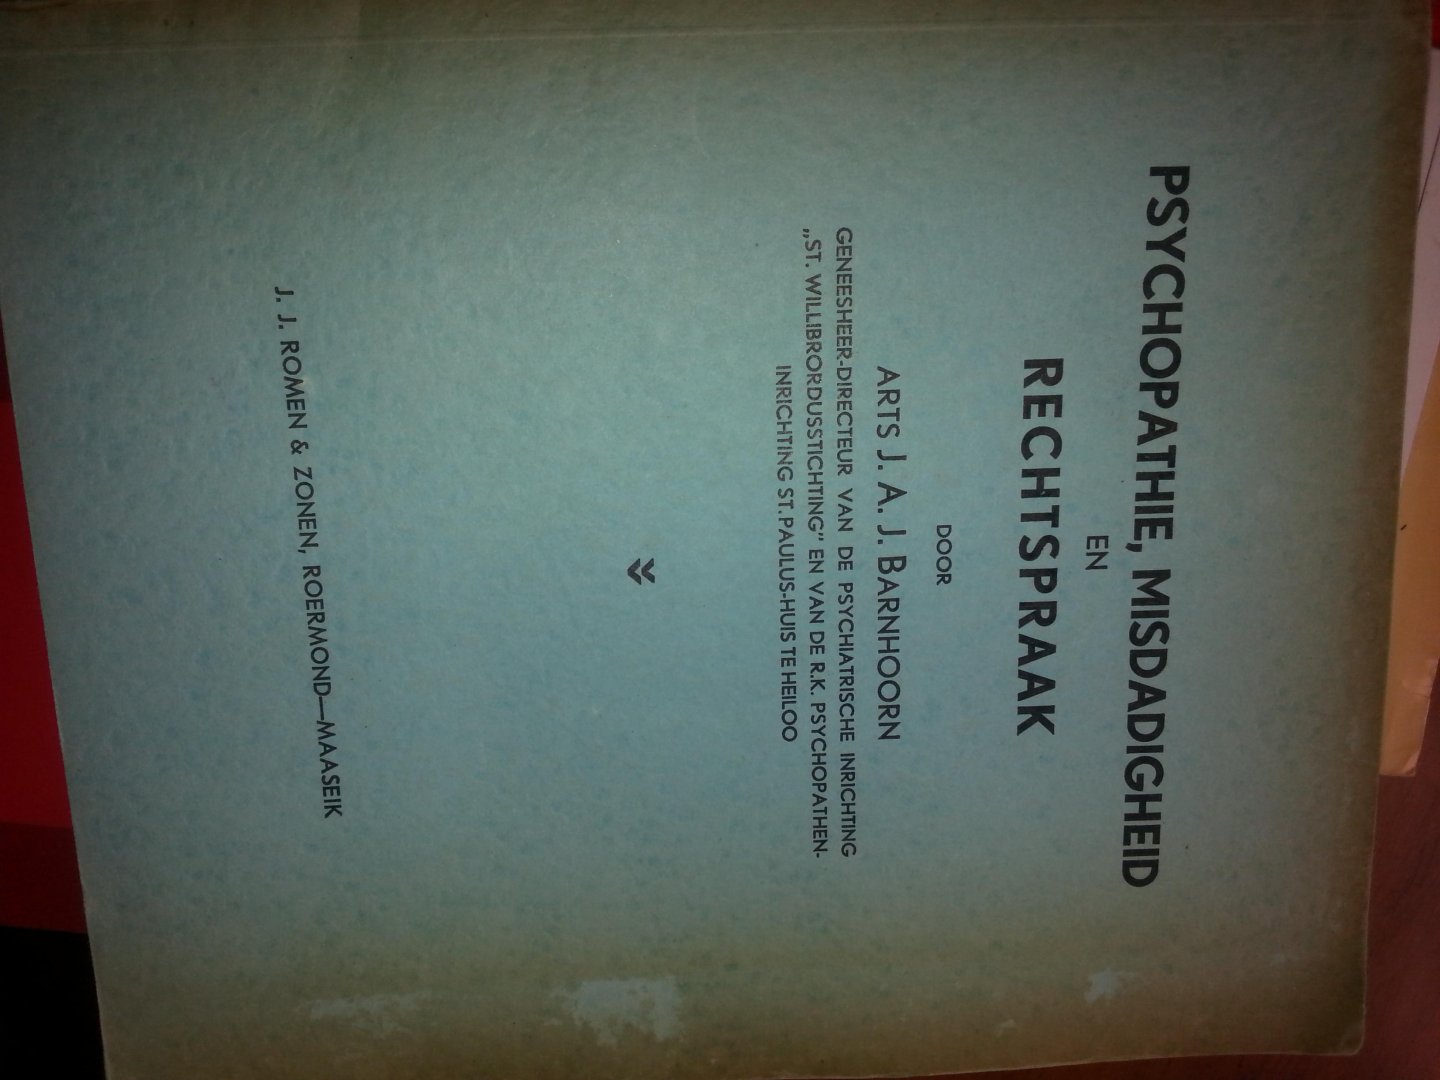 PSYCHOPATHIE, MISDADIGHEID
EN
RECHTSPRAAK
DOOR
ARTS J. A. J. BARNHOORN
GENEESHEER-DIRECTEUR VAN DE PSYCHIATRISCHE INRICHTING
„ST. WILLIBRORDUSSTICHTING” EN VAN DE R.K. PSYCHOPATHEN-
INRICHTING ST. PAULUS-HUIS TE HEILOO
J. J. ROMEN & ZONEN, ROERMOND—MAASEIK